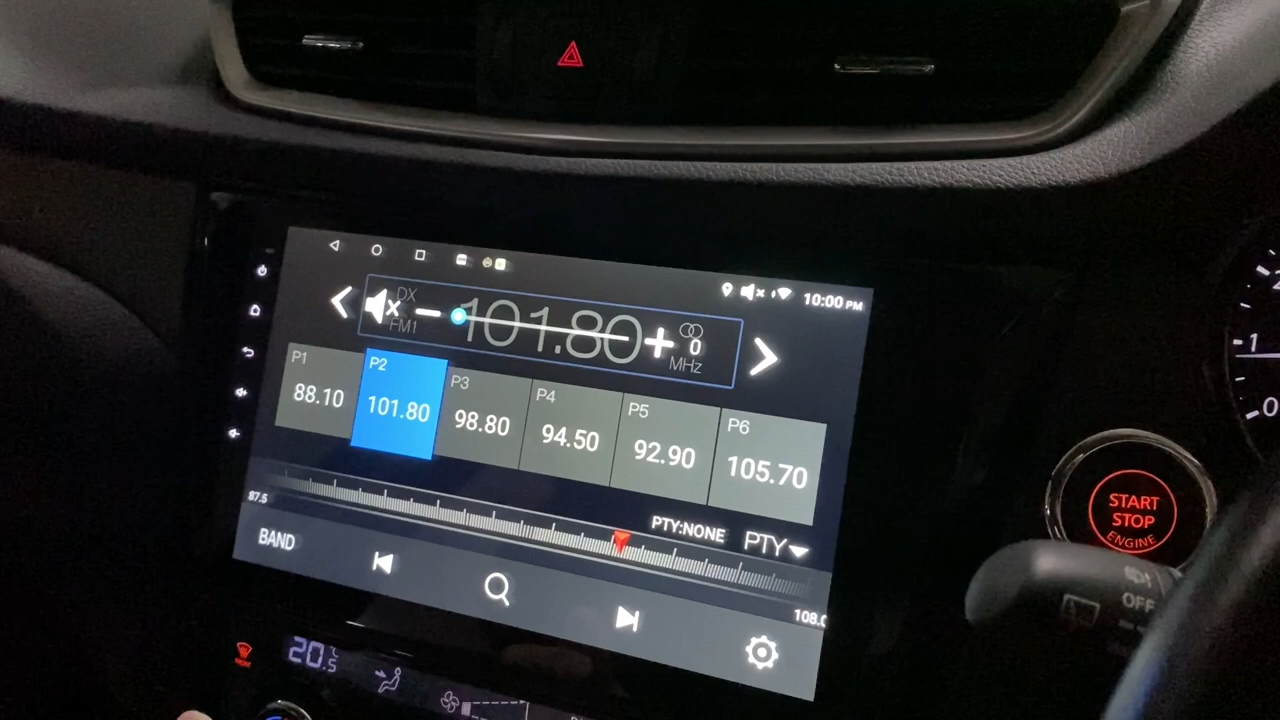 10:00 PM
DX
FM1
101.80
0
MHz
P1
88.10
P2
101.80
P3
98.80
P4
94.50
P5
92.90
P6
105.70
87.5
PTY:NONE
PTY
108.0
BAND
START
STOP
ENGINE
OFF
20.5°C
1
0